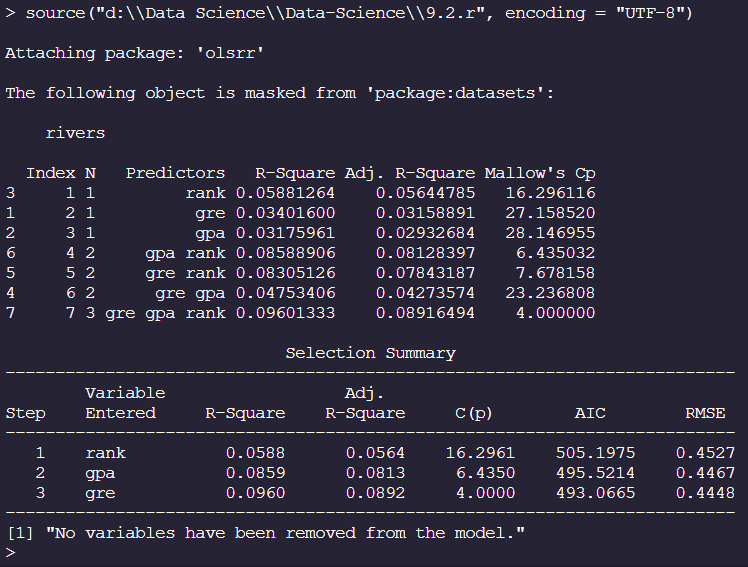 > source("d:\\Data Science\\Data-Science\\9.2.r", encoding = "UTF-8")
Attaching package: 'olsrr'
The following object is masked from 'package:datasets':
    rivers
  Index N    Predictors   R-Square Adj. R-Square Mallow's Cp
3     1 1          rank 0.05881264    0.05644785   16.296116
1     2 1           gre 0.03401600    0.03158891   27.158520
2     3 1           gpa 0.03175961    0.02932684   28.146955
6     4 2      gpa rank 0.08588906    0.08128397    6.435032
5     5 2      gre rank 0.08305126    0.07843187    7.678158
4     6 2       gre gpa 0.04753406    0.04273574   23.236808
7     7 3  gre gpa rank 0.09601333    0.08916494    4.000000
                            Selection Summary
-------------------------------------------------------------------------
        Variable                  Adj.
Step    Entered     R-Square    R-Square     C(p)        AIC        RMSE
-------------------------------------------------------------------------
   1    rank          0.0588      0.0564    16.2961    505.1975    0.4527
   2    gpa           0.0859      0.0813     6.4350    495.5214    0.4467
   3    gre           0.0960      0.0892     4.0000    493.0665    0.4448
-------------------------------------------------------------------------
[1] "No variables have been removed from the model."
>